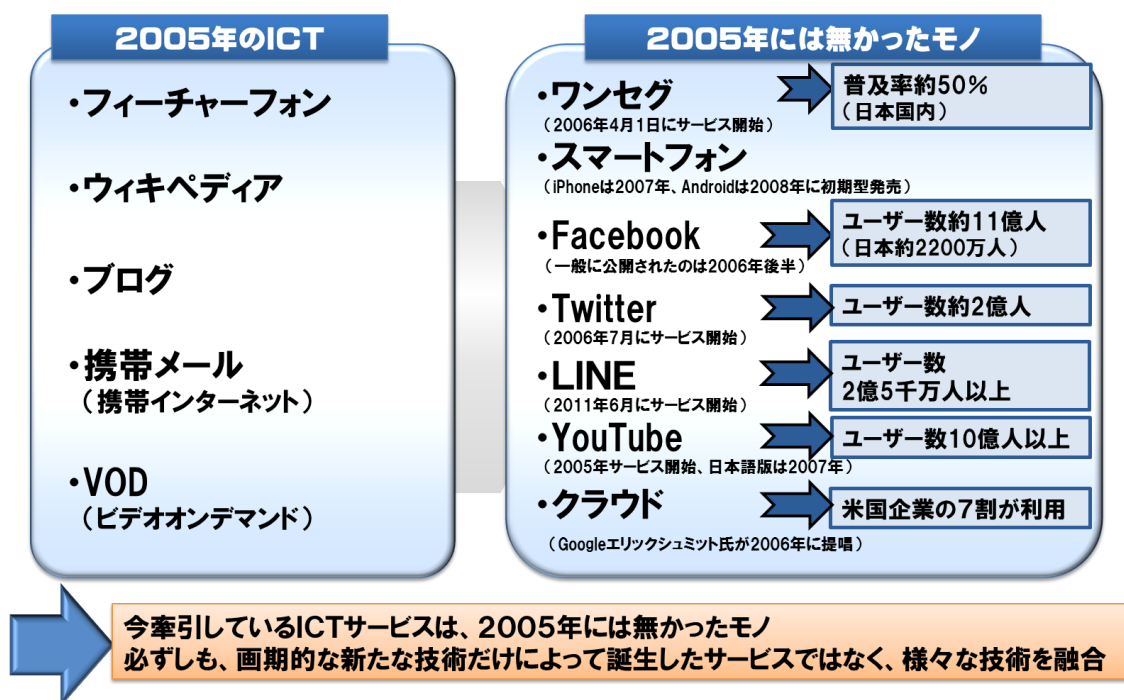 2005年のICT
・フィーチャーフォン
・ウィキペディア
・ブログ
・携帯メール
（携帯インターネット）
・VOD
（ビデオオンデマンド）
2005年には無かったモノ
・ワンセグ
（2006年4月1日にサービス開始）
普及率約50％
（日本国内）
・スマートフォン
（iPhoneは2007年、Androidは2008年に初期型発売）
・Facebook
（一般に公開されたのは2006年後半）
ユーザー数約11億人
（日本約2200万人）
・Twitter
（2006年7月にサービス開始）
ユーザー数約2億人
・LINE
（2011年6月にサービス開始）
ユーザー数
2億5千万人以上
・YouTube
（2005年サービス開始、日本語版は2007年）
ユーザー数10億人以上
・クラウド
（Googleエリックシュミット氏が2006年に提唱）
米国企業の7割が利用
今牽引しているICTサービスは、2005年には無かったモノ
必ずしも、画期的な新たな技術だけによって誕生したサービスではなく、様々な技術を融合